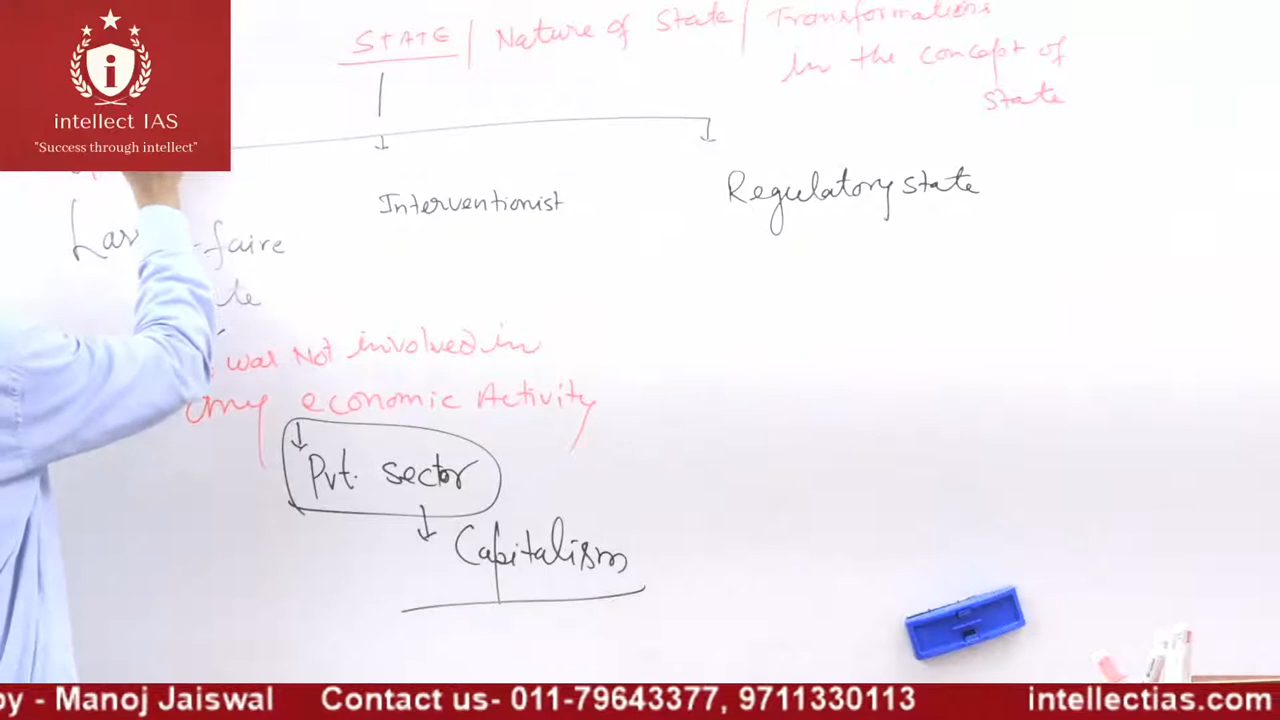 intellect IAS
"Success through intellect"
STATE | Nature of State / Transformations
in the concept of
state
Interventionist
Regulatory state
-faire
was Not involved in
any economic Activity
Pvt. sector
Capitalism
by - Manoj Jaiswal Contact us- 011-79643377, 9711330113 intellectias.com